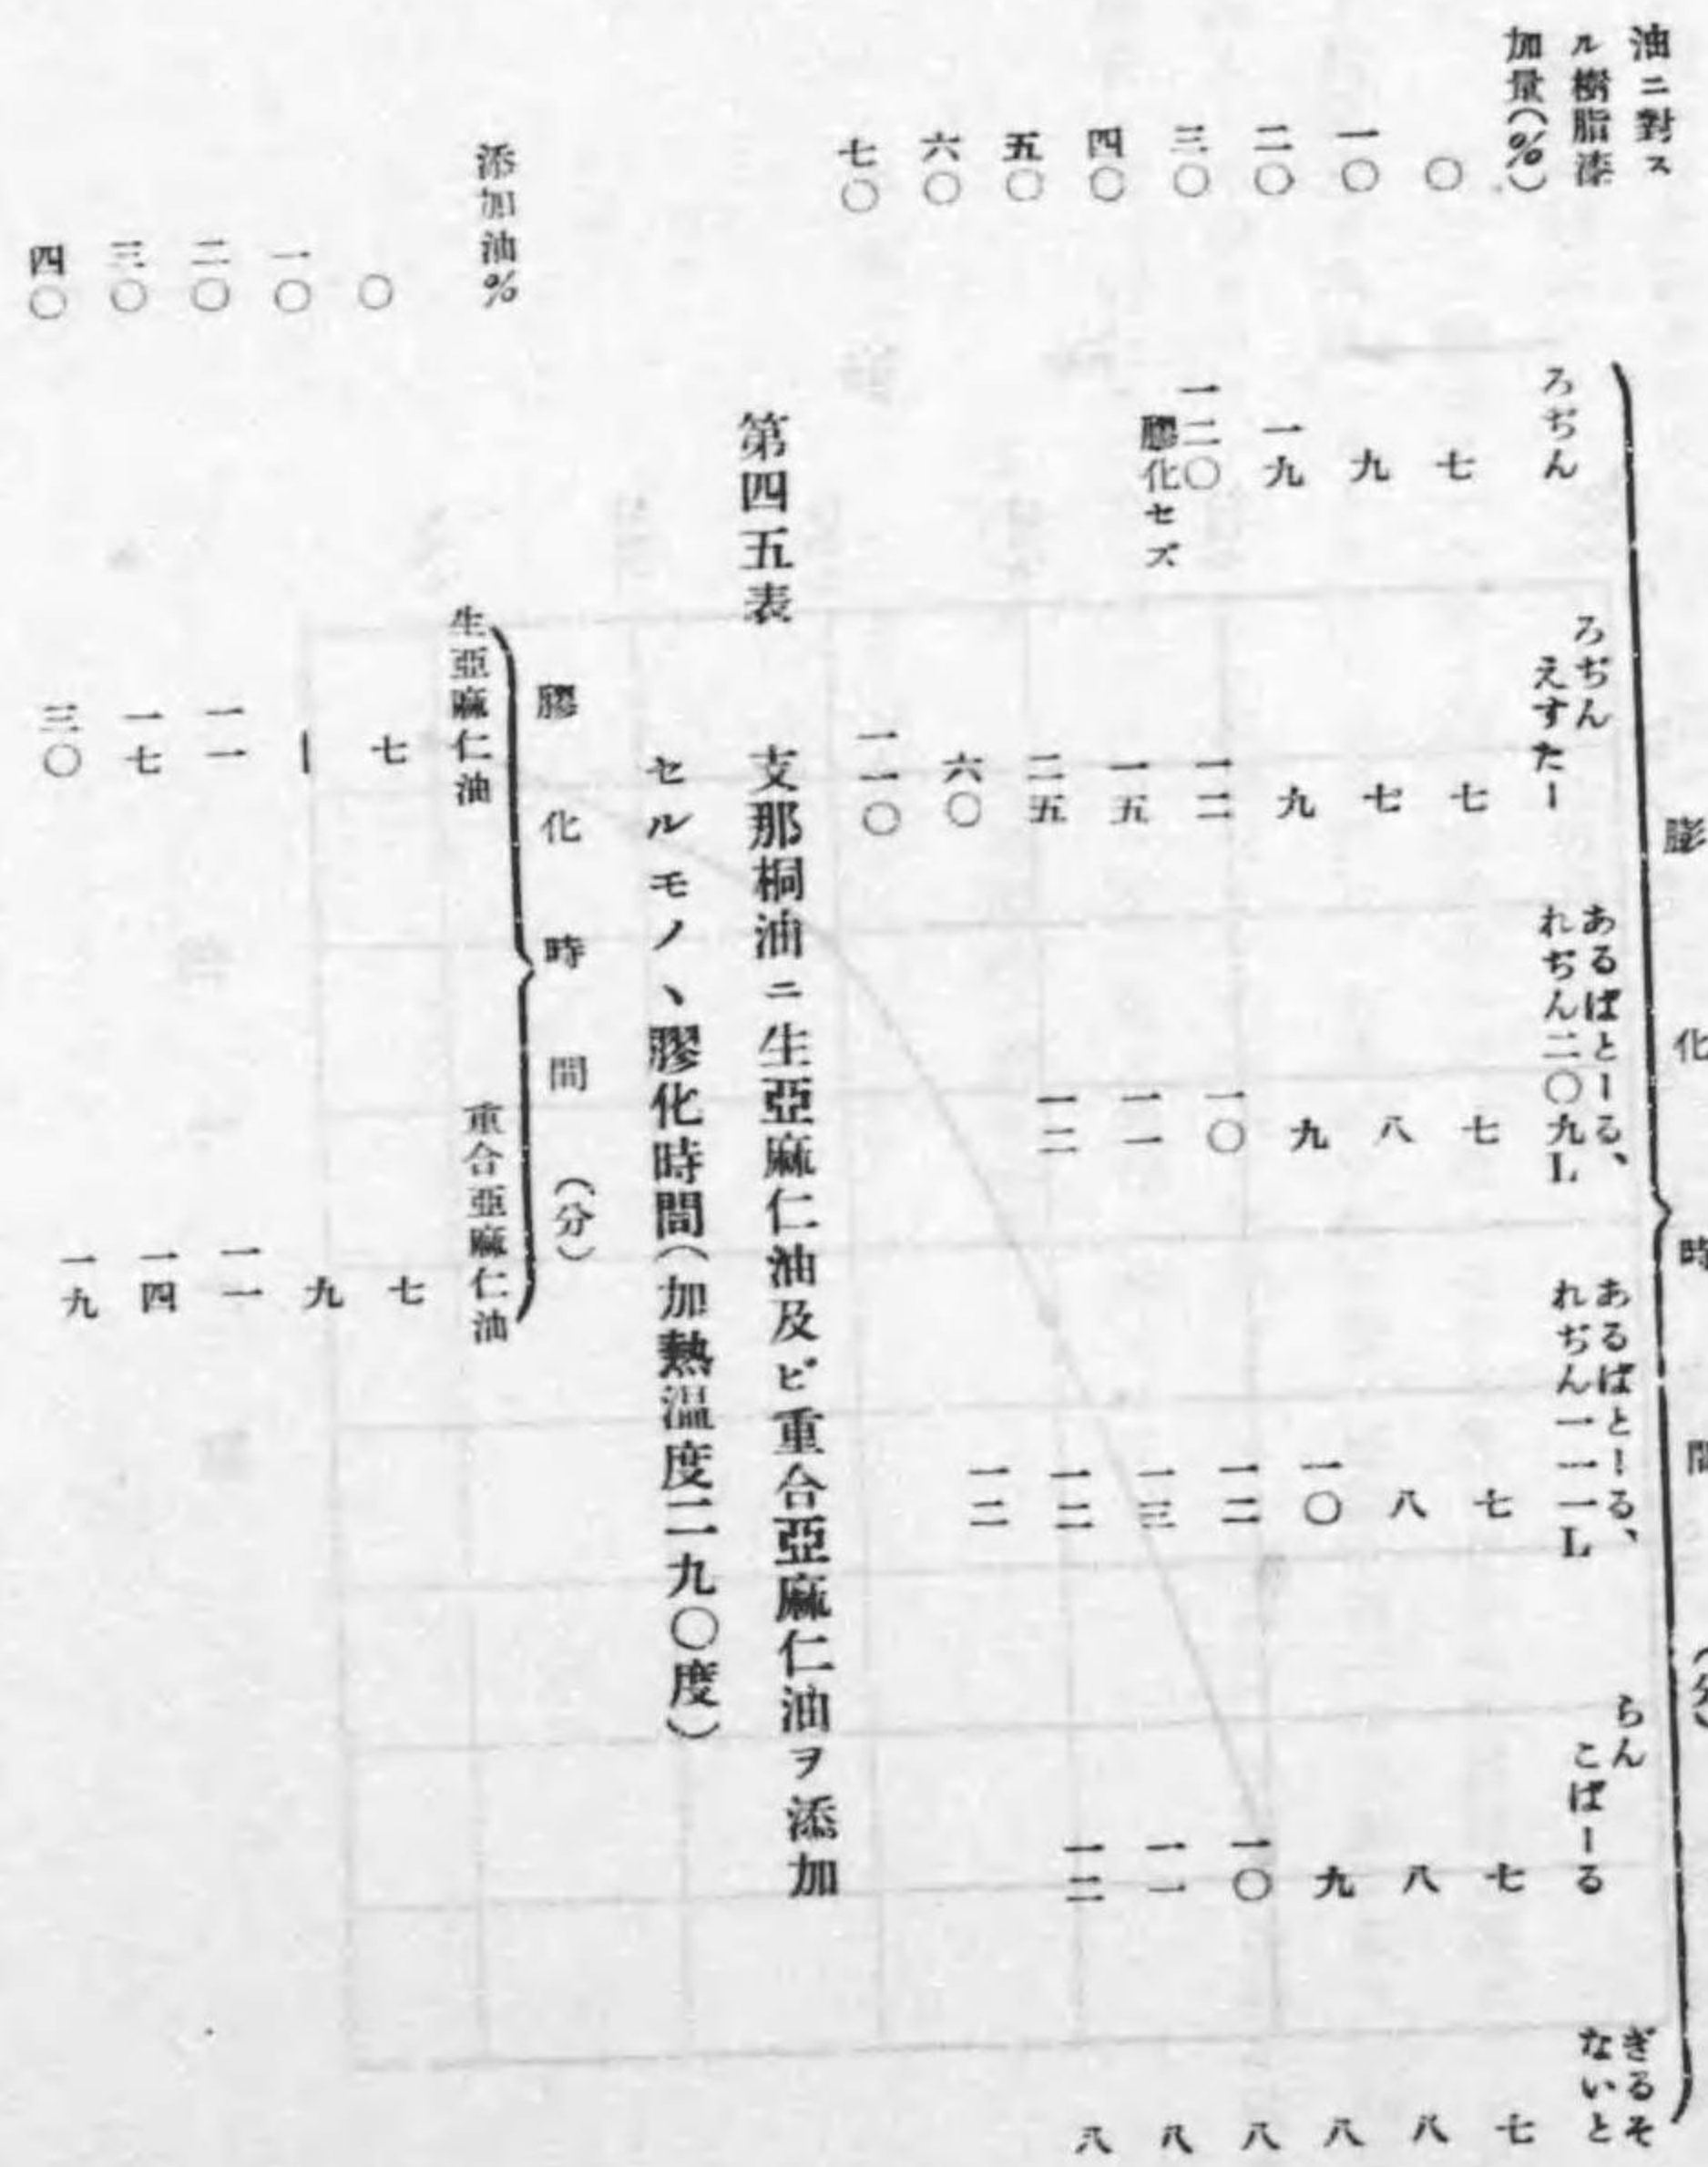 膨化時間(分)
油ニ對ス
ル樹脂漆
加量(%)
ろぢん
ろぢん
えすたー
あるばとーる、
れぢん二〇九L
あるばとーる、
れぢん一一一L
らん
こばーる
ぎるそ
ないと
〇 七 七 七 七 七 七
一〇 九 七 八 八 八 八
二〇 一九 九 九 一〇 九 八
三〇 一二〇 一二 一〇 一二 一〇 八
四〇 膠化セズ 一五 一一 一三 一一 八
五〇 二五 一二 一二 一二 八
六〇 六〇 一二
七〇 一一〇
第四五表 支那桐油ニ生亞麻仁油及ビ重合亞麻仁油ヲ添加
セルモノヽ膠化時間(加熱温度二九〇度)
膠化時間(分)
添加油%
生亞麻仁油 重合亞麻仁油
〇 七 七
一〇 ー 九
二〇 一一 一一
三〇 一七 一四
四〇 三〇 一九